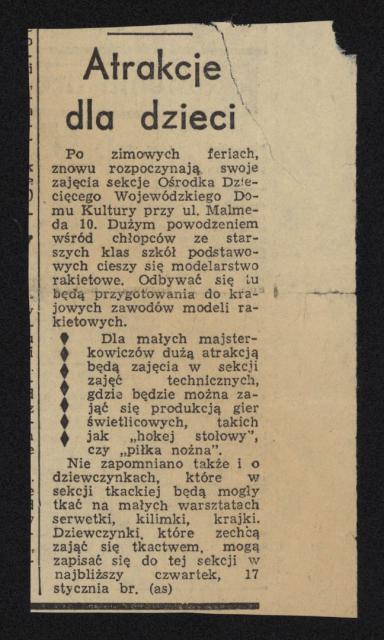 Atrakcje
dla dzieci
Po zimowych feriach,
znowu rozpoczynają swoje
zajęcia sekcje Ośrodka Dzie-
cięcego Wojewódzkiego Do-
mu Kultury przy ul. Malme-
da 10. Dużym powodzeniem
wśród chłopców ze star-
szych klas szkół podstawo-
wych cieszy się modelarstwo
rakietowe. Odbywać się tu
będą przygotowania do kra-
jowych zawodów modeli ra-
kietowych.
Dla małych majster-
kowiczów dużą atrakcją
będą zajęcia w sekcji
zajęć technicznych,
gdzie będzie można za-
jąć się produkcją gier
świetlicowych, takich
jak „hokej stołowy”,
czy „piłka nożna”.
Nie zapomniano także i o
dziewczynkach, które w
sekcji tkackiej będą mogły
tkać na małych warsztatach
serwetki, kilimki, krajki.
Dziewczynki, które zechcą
zająć się tkactwem, mogą
zapisać się do tej sekcji w
najbliższy czwartek, 17
stycznia br. (as)